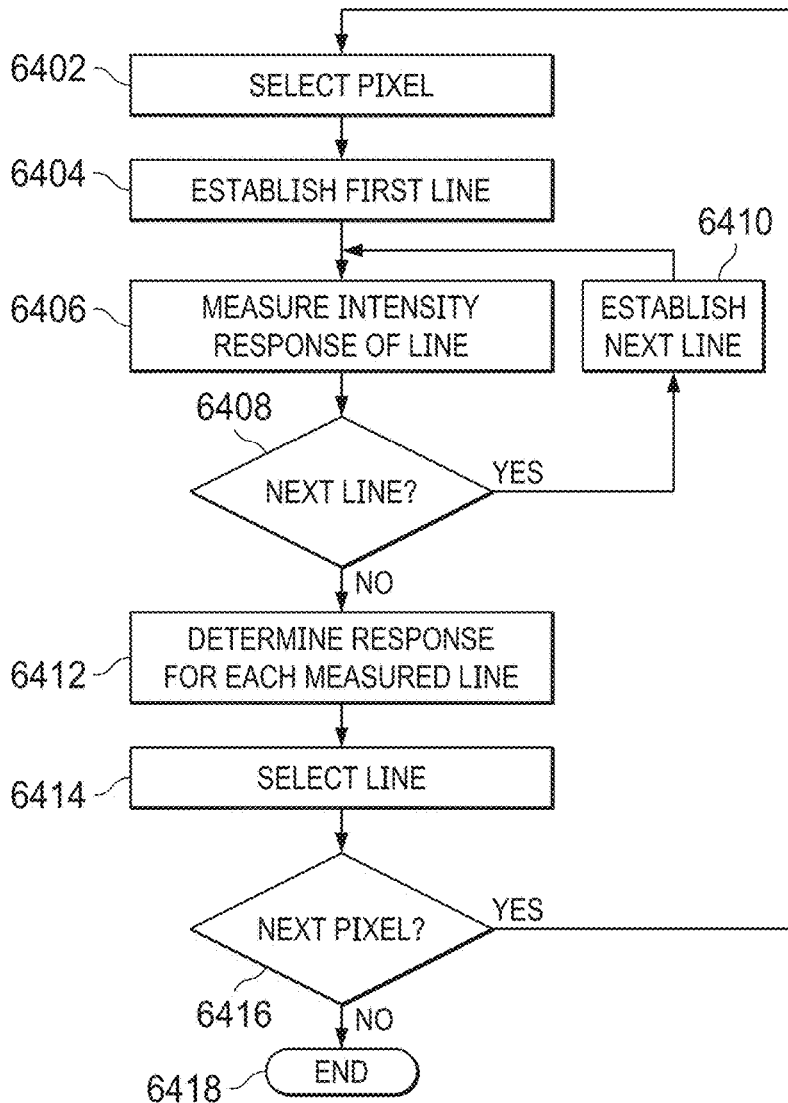 6402
SELECT PIXEL
6404
ESTABLISH FIRST LINE
6410
6406
MEASURE INTENSITY
RESPONSE OF LINE
ESTABLISH
NEXT LINE
6408
NEXT LINE?
YES
NO
6412
DETERMINE RESPONSE
FOR EACH MEASURED LINE
6414
SELECT LINE
NEXT PIXEL?
YES
6416
NO
6418
END